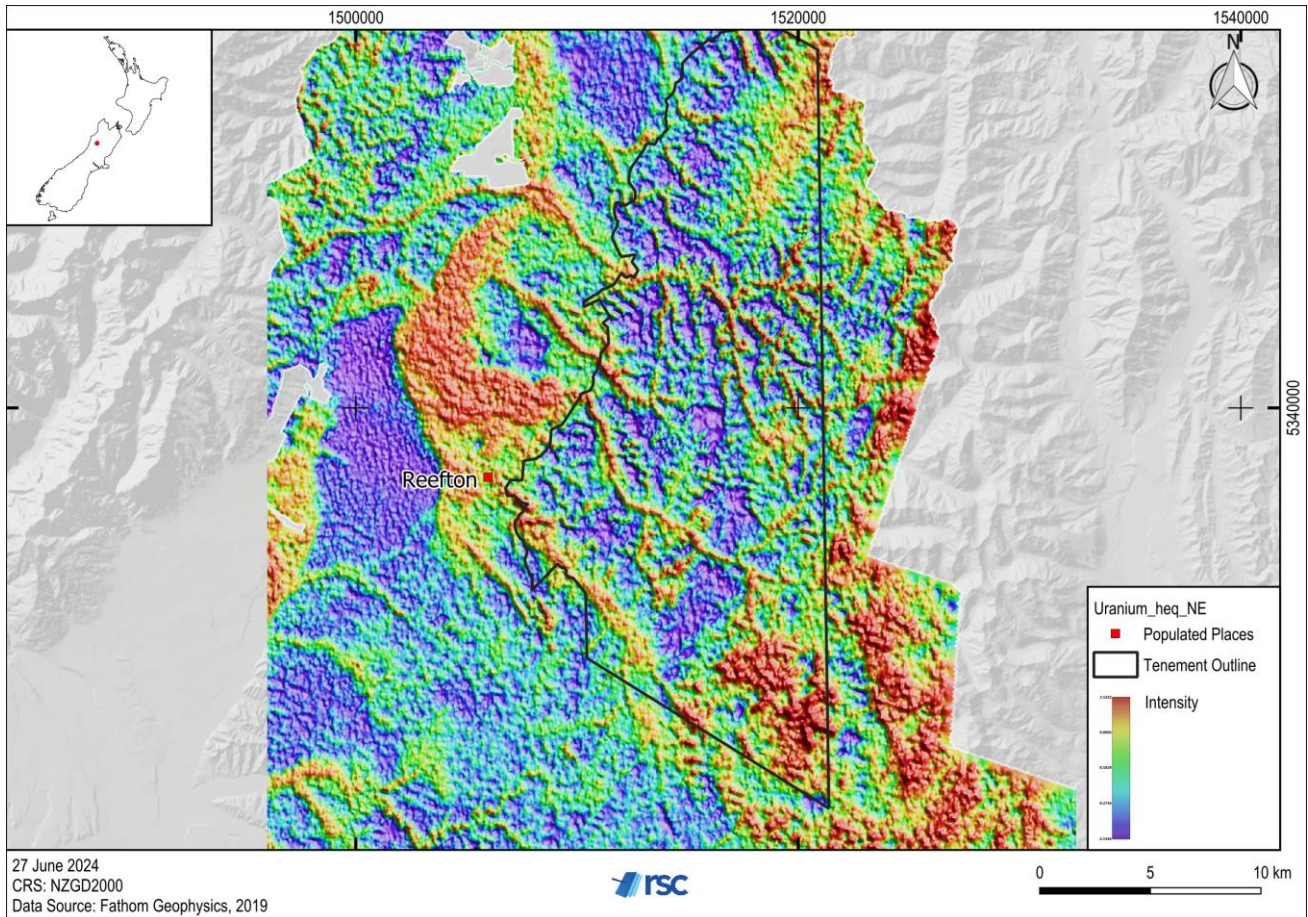 1500000
1520000
1540000
N
5340000
Reefton
Uranium_heq_NE
Populated Places
Tenement Outline
Intensity
27 June 2024
CRS: NZGD2000
Data Source: Fathom Geophysics, 2019
rsc
0 5 10 km